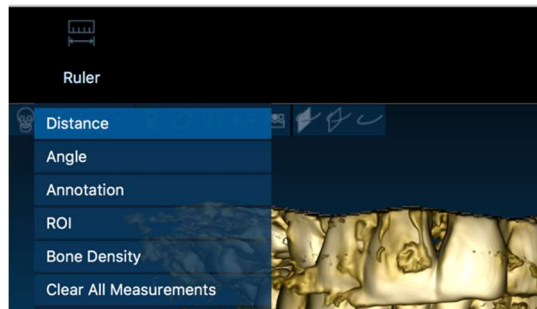 Ruler
Distance
Angle
Annotation
ROI
Bone Density
Clear All Measurements